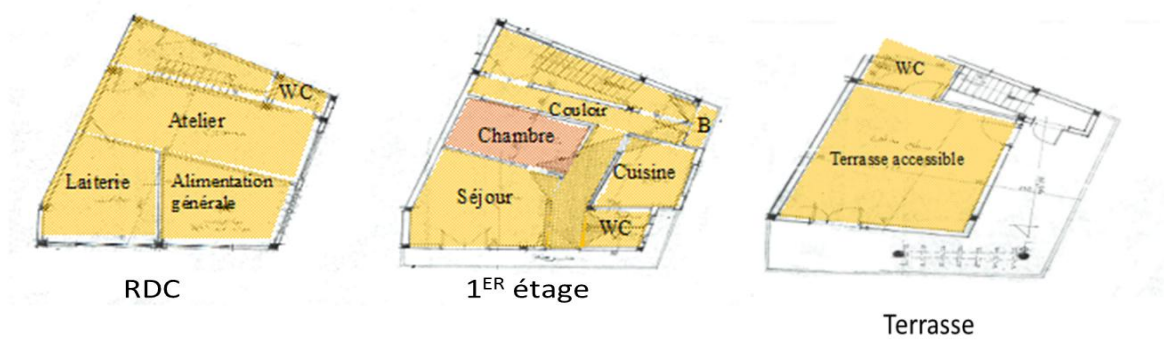 WC
Atelier
Laiterie
Alimentation
générale
RDC
Couloir
B
Chambre
Cuisine
Séjour
WC
1ER étage
WC
Terrasse accessible
Terrasse